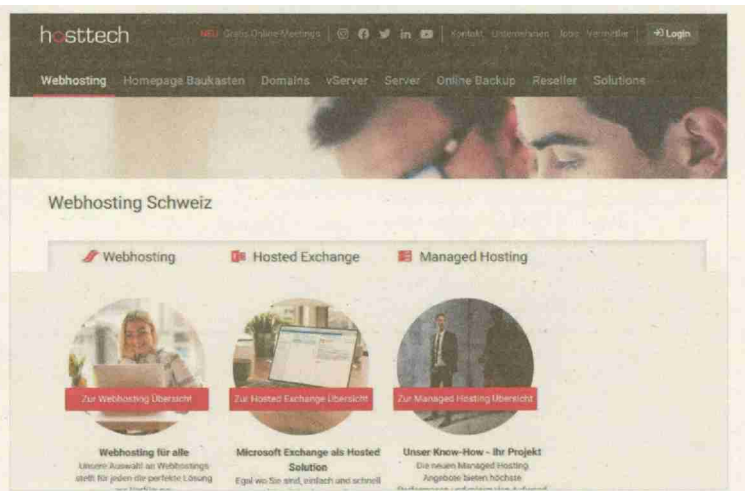 hosttech
NEU Gratis Online-Meetings | Kontakt Unternehmen Jobs Vermittler | Login
Webhosting Homepage Baukasten Domains vServer Server Online Backup Reseller Solutions
Webhosting Schweiz
Webhosting Hosted Exchange Managed Hosting
Zur Webhosting Übersicht Zur Hosted Exchange Übersicht Zur Managed Hosting Übersicht
Webhosting für alle
Unsere Auswahl an Webhostings
stellt für jeden die perfekte Lösung
Microsoft Exchange als Hosted
Solution
Egal wo Sie sind, einfach und schnell
Unser Know-How - Ihr Projekt
Die neuen Managed Hosting
Angebote bieten höchste